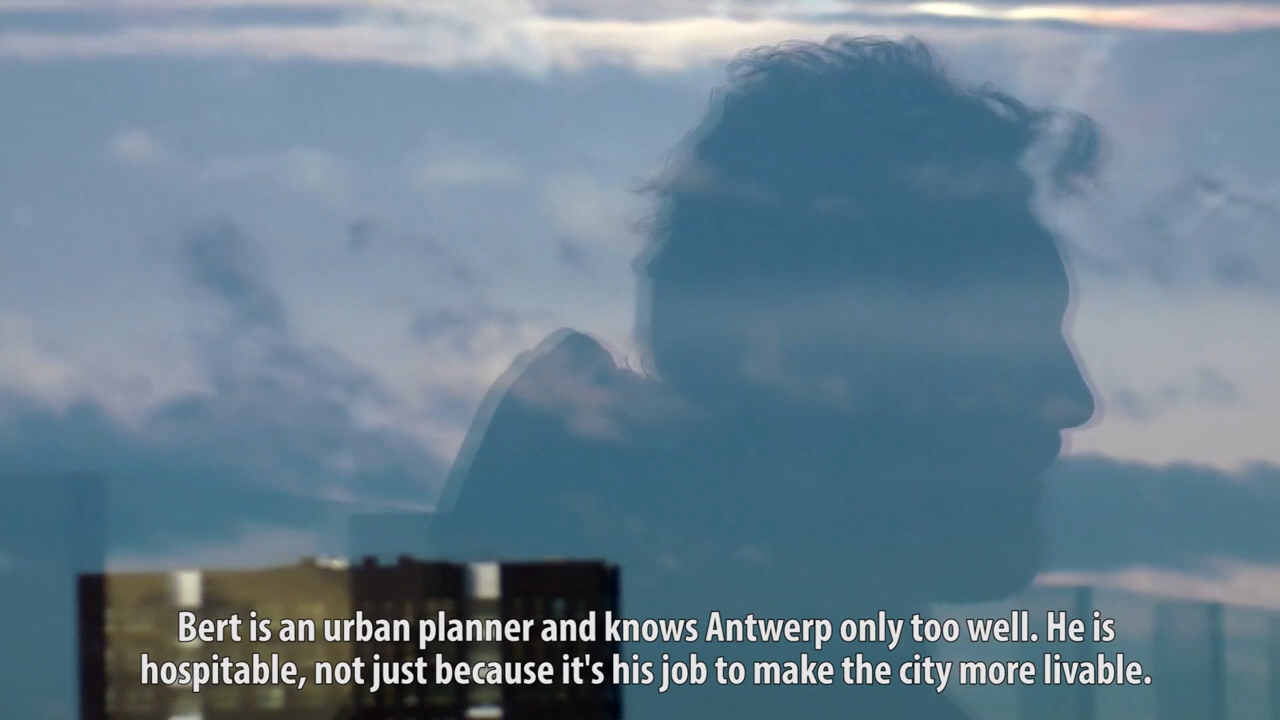 Bert is an urban planner and knows Antwerp only too well. He is
hospitable, not just because it's his job to make the city more livable.